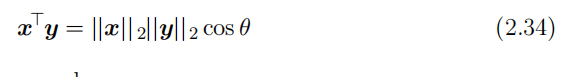 x⊤y = ||x||₂||y||₂ cos θ (2.34)